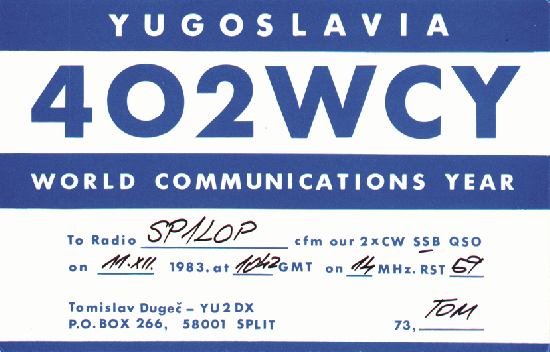 YUGOSLAVIA
4O2WCY
WORLD COMMUNICATIONS YEAR
To Radio SP1LOP cfm our 2xCW SSB QSO
on 11.XII. 1983. at 1042 GMT on 14 MHz. RST 59
Tomislav Dugeč – YU2DX
P.O. BOX 266, 58001 SPLIT 73, TOM